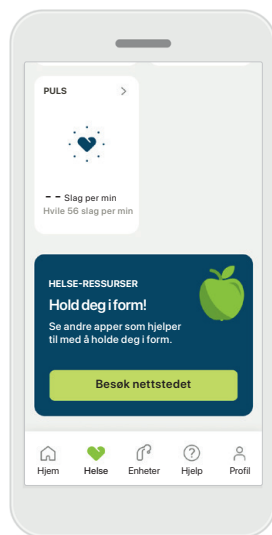 PULS
-- Slag per min
Hvile 56 slag per min
HELSE-RESSURSER
Hold deg i form!
Se andre apper som hjelper
til med å holde deg i form.
Besøk nettstedet
Hjem Helse Enheter Hjelp Profil